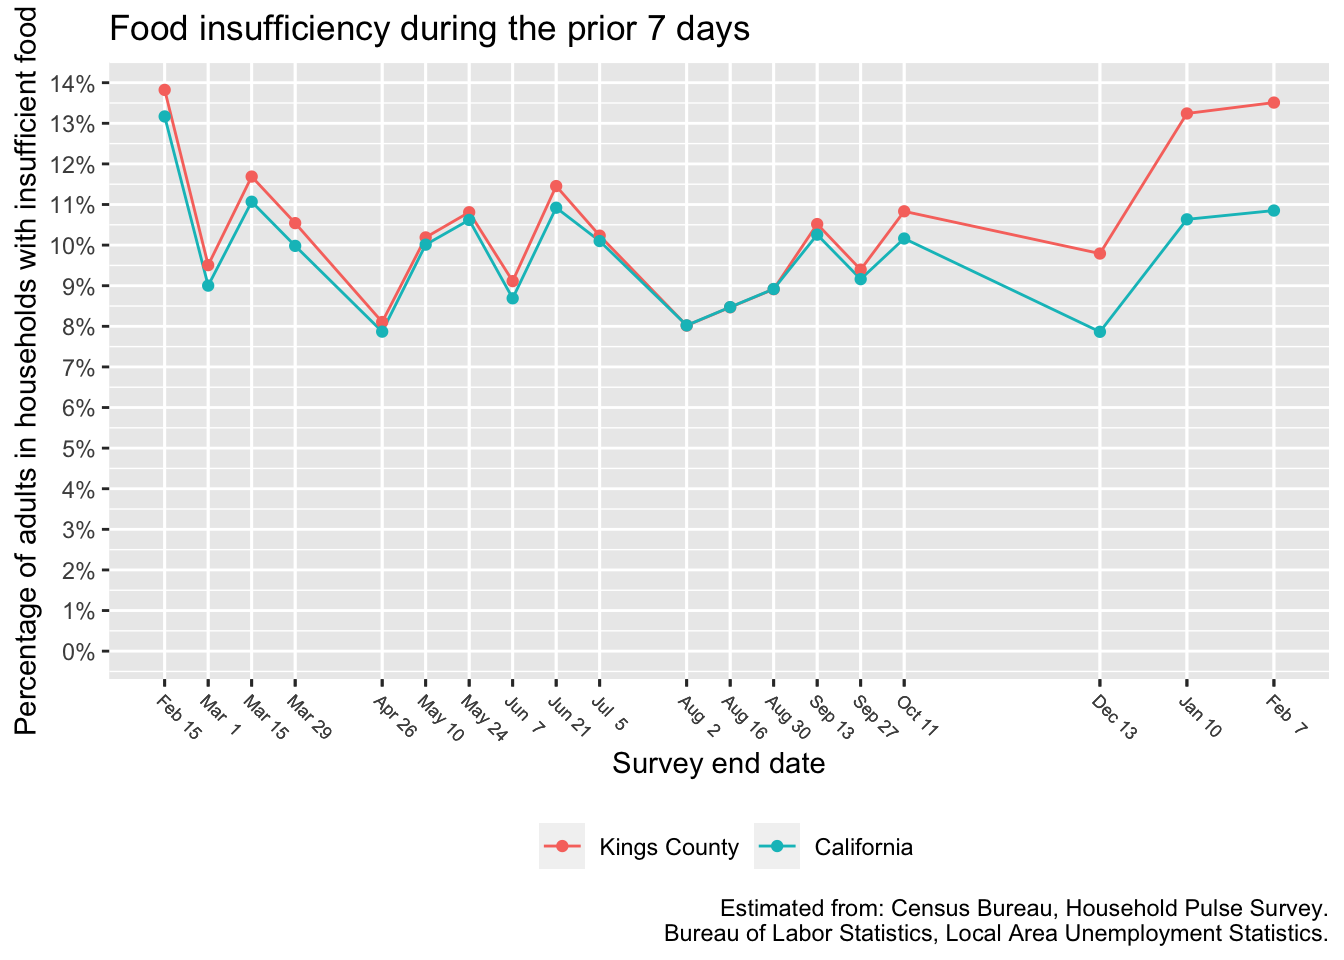 Food insufficiency during the prior 7 days
Percentage of adults in households with insufficient food
14%
13%
12%
11%
10%
9%
8%
7%
6%
5%
4%
3%
2%
1%
0%
Feb 15
Mar 1
Mar 15
Mar 29
Apr 26
May 10
May 24
Jun 7
Jun 21
Jul 5
Aug 2
Aug 16
Aug 30
Sep 13
Sep 27
Oct 11
Dec 13
Jan 10
Feb 7
Survey end date
Kings County
California
Estimated from: Census Bureau, Household Pulse Survey.
Bureau of Labor Statistics, Local Area Unemployment Statistics.